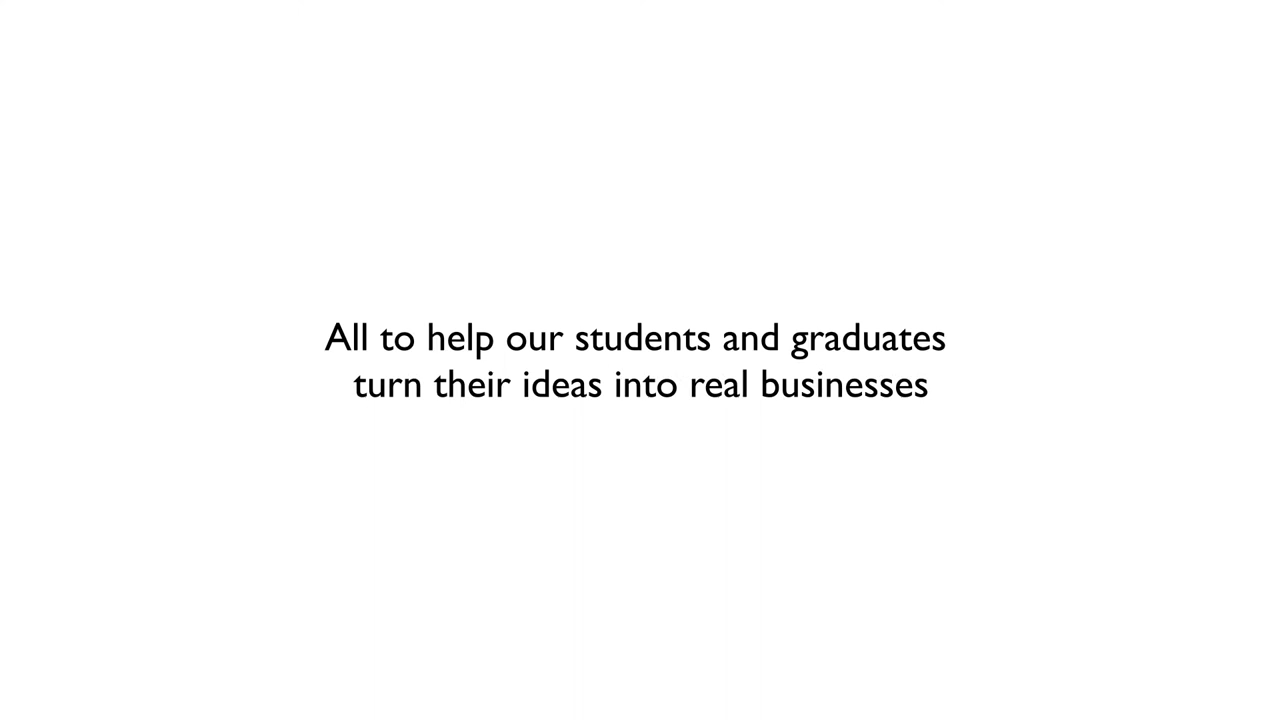 All to help our students and graduates
turn their ideas into real businesses